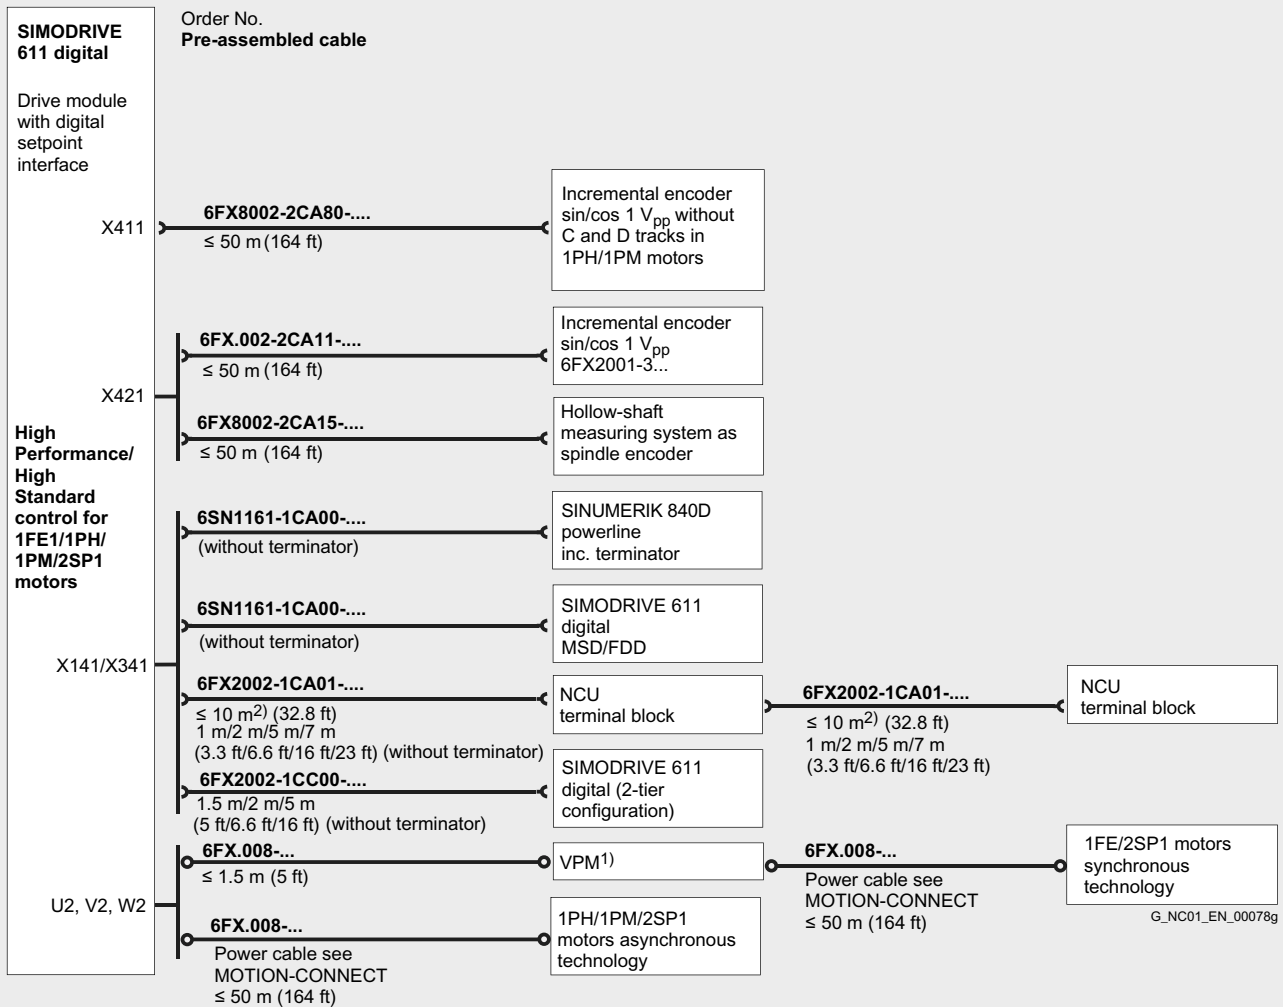 SIMODRIVE
611 digital
Drive module
with digital
setpoint
interface
Order No.
Pre-assembled cable
X411
6FX8002-2CA80-....
≤ 50 m (164 ft)
Incremental encoder
sin/cos 1 Vpp without
C and D tracks in
1PH/1PM motors
X421
6FX.002-2CA11-....
≤ 50 m (164 ft)
Incremental encoder
sin/cos 1 Vpp
6FX2001-3...
6FX8002-2CA15-....
≤ 50 m (164 ft)
Hollow-shaft
measuring system as
spindle encoder
High
Performance/
High
Standard
control for
1FE1/1PH/
1PM/2SP1
motors
X141/X341
6SN1161-1CA00-....
(without terminator)
SINUMERIK 840D
powerline
inc. terminator
6SN1161-1CA00-....
(without terminator)
SIMODRIVE 611
digital
MSD/FDD
6FX2002-1CA01-....
≤ 10 m2) (32.8 ft)
1 m/2 m/5 m/7 m
(3.3 ft/6.6 ft/16 ft/23 ft) (without terminator)
NCU
terminal block
6FX2002-1CA01-....
≤ 10 m2) (32.8 ft)
1 m/2 m/5 m/7 m
(3.3 ft/6.6 ft/16 ft/23 ft)
NCU
terminal block
6FX2002-1CC00-....
1.5 m/2 m/5 m
(5 ft/6.6 ft/16 ft) (without terminator)
SIMODRIVE 611
digital (2-tier
configuration)
U2, V2, W2
6FX.008-...
≤ 1.5 m (5 ft)
VPM1)
6FX.008-...
Power cable see
MOTION-CONNECT
≤ 50 m (164 ft)
1FE/2SP1 motors
synchronous
technology
6FX.008-...
Power cable see
MOTION-CONNECT
≤ 50 m (164 ft)
1PH/1PM/2SP1
motors asynchronous
technology
G_NC01_EN_00078g